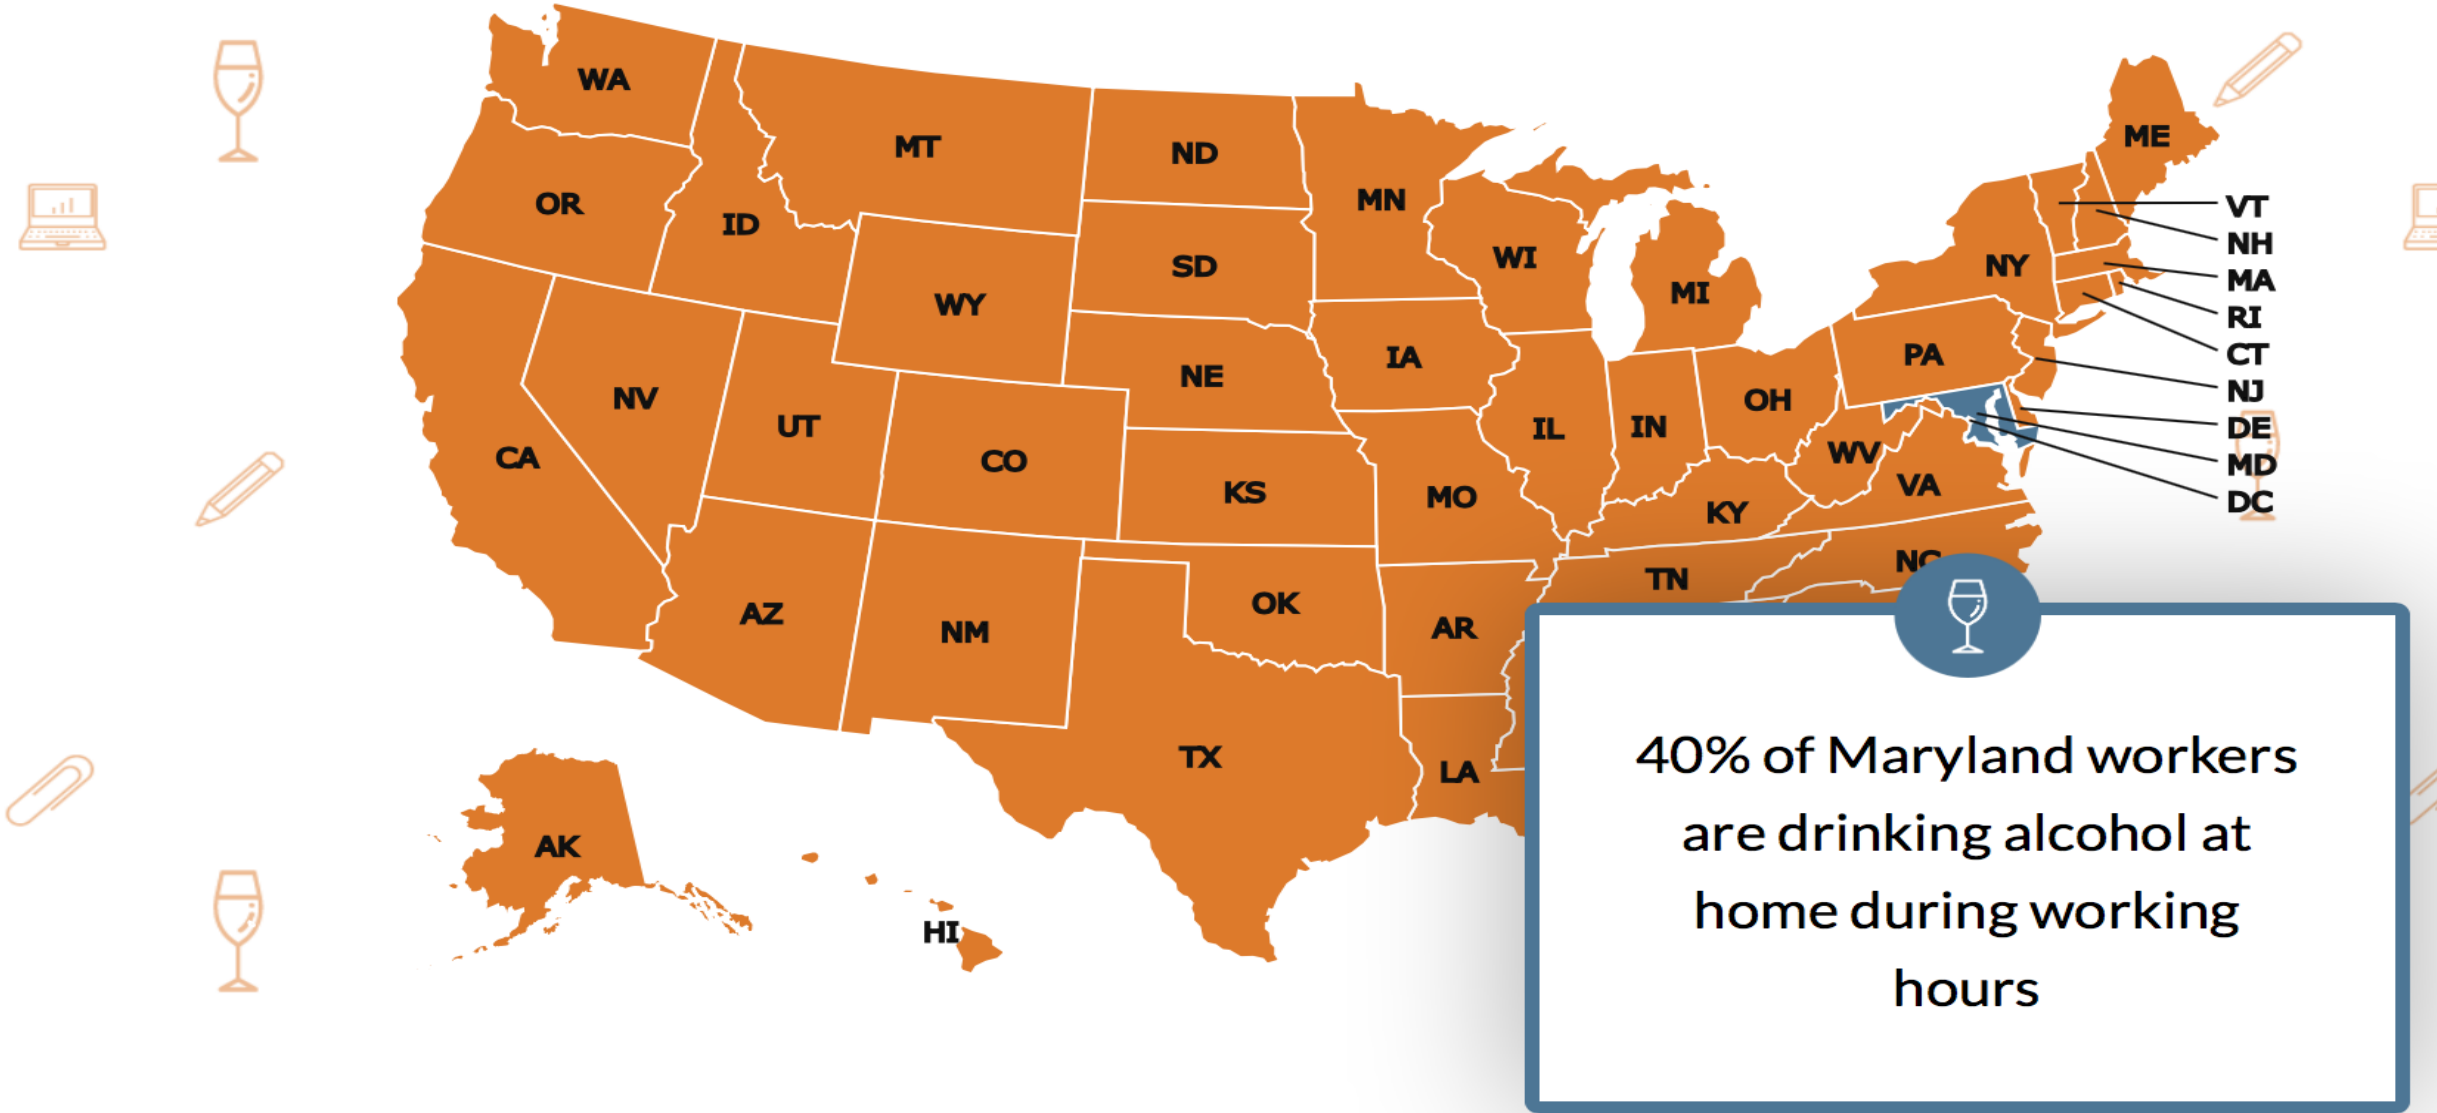 WA
MT
ND
MN
OR
ID
SD
WI
MI
WY
NE
IA
NV
UT
CO
CA
KS
MO
IL
IN
OH
PA
NY
ME
VT
NH
MA
RI
CT
NJ
DE
MD
DC
WV
VA
KY
NC
TN
AZ
NM
OK
AR
TX
LA
AK
HI
40% of Maryland workers
are drinking alcohol at
home during working
hours